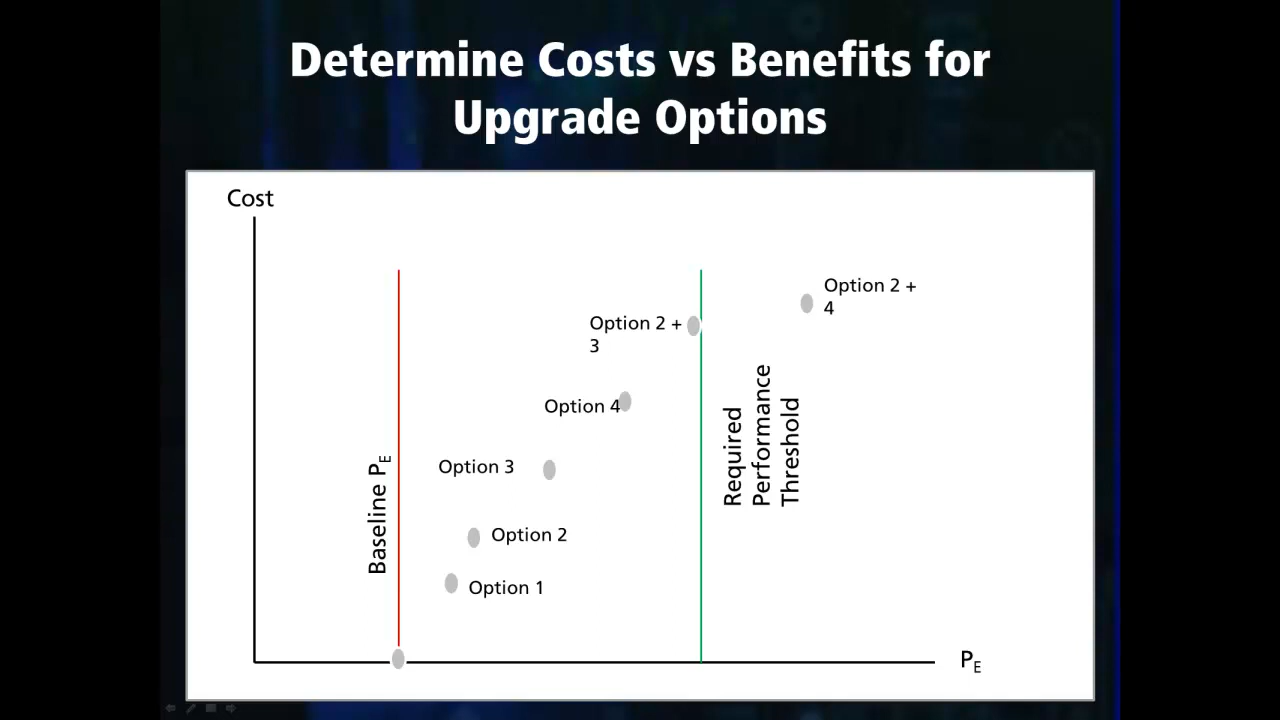 Determine Costs vs Benefits for
Upgrade Options
Cost
Option 2 +
4
Option 2 +
3
Option 4
Required
Performance
Threshold
Option 3
Baseline PE
Option 2
Option 1
PE